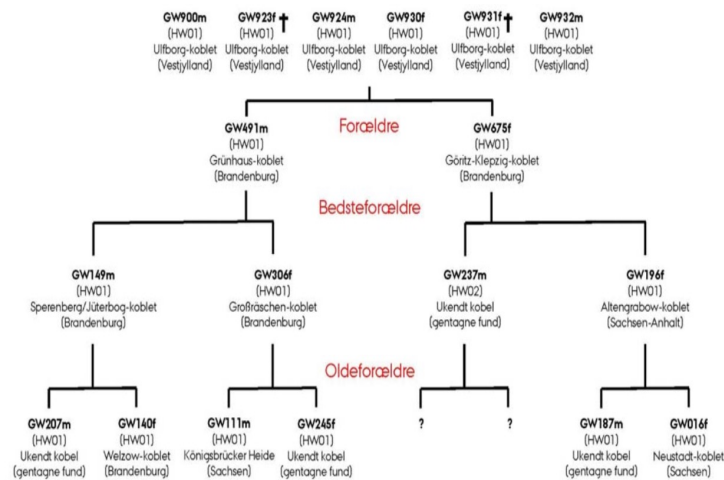 GW900m GW923f † GW924m GW930f GW931f † GW932m
(HW01) (HW01) (HW01) (HW01) (HW01) (HW01)
Ulfborg-koblet Ulfborg-koblet Ulfborg-koblet Ulfborg-koblet Ulfborg-koblet Ulfborg-koblet
(Vestjylland) (Vestjylland) (Vestjylland) (Vestjylland) (Vestjylland) (Vestjylland)
Forældre
GW491m GW675f
(HW01) (HW01)
Grünhaus-koblet Göritz-Klepzig-koblet
(Brandenburg) (Brandenburg)
Bedsteforældre
GW149m GW306f GW237m GW196f
(HW01) (HW01) (HW02) (HW01)
Sperenberg/Jüterbog-koblet Großräschen-koblet Ukendt kobel Altengrabow-koblet
(Brandenburg) (Brandenburg) (gentagne fund) (Sachsen-Anhalt)
Oldeforældre
GW207m GW140f GW111m GW245f ? ? GW187m GW016f
(HW01) (HW01) (HW01) (HW01) (HW01) (HW01)
Ukendt kobel Welzow-koblet Königsbrücker Heide Ukendt kobel Ukendt kobel Neustadt-koblet
(gentagne fund) (Brandenburg) (Sachsen) (gentagne fund) (gentagne fund) (Sachsen)